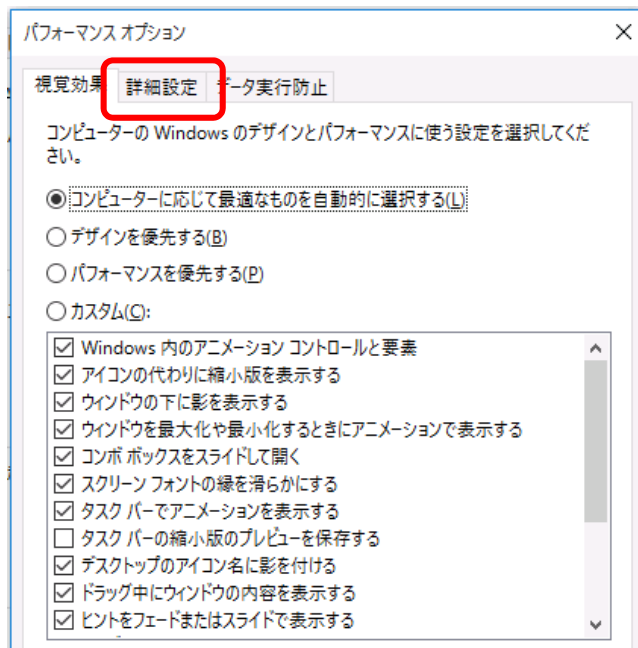 パフォーマンス オプション
視覚効果 詳細設定 データ実行防止
コンピューターの Windows のデザインとパフォーマンスに使う設定を選択してくだ
さい。
コンピューターに応じて最適なものを自動的に選択する(L)
デザインを優先する(B)
パフォーマンスを優先する(P)
カスタム(C):
Windows 内のアニメーション コントロールと要素
アイコンの代わりに縮小版を表示する
ウィンドウの下に影を表示する
ウィンドウを最大化や最小化するときにアニメーションで表示する
コンボ ボックスをスライドして開く
スクリーン フォントの縁を滑らかにする
タスク バーでアニメーションを表示する
タスク バーの縮小版のプレビューを保存する
デスクトップのアイコン名に影を付ける
ドラッグ中にウィンドウの内容を表示する
ヒントをフェードまたはスライドで表示する